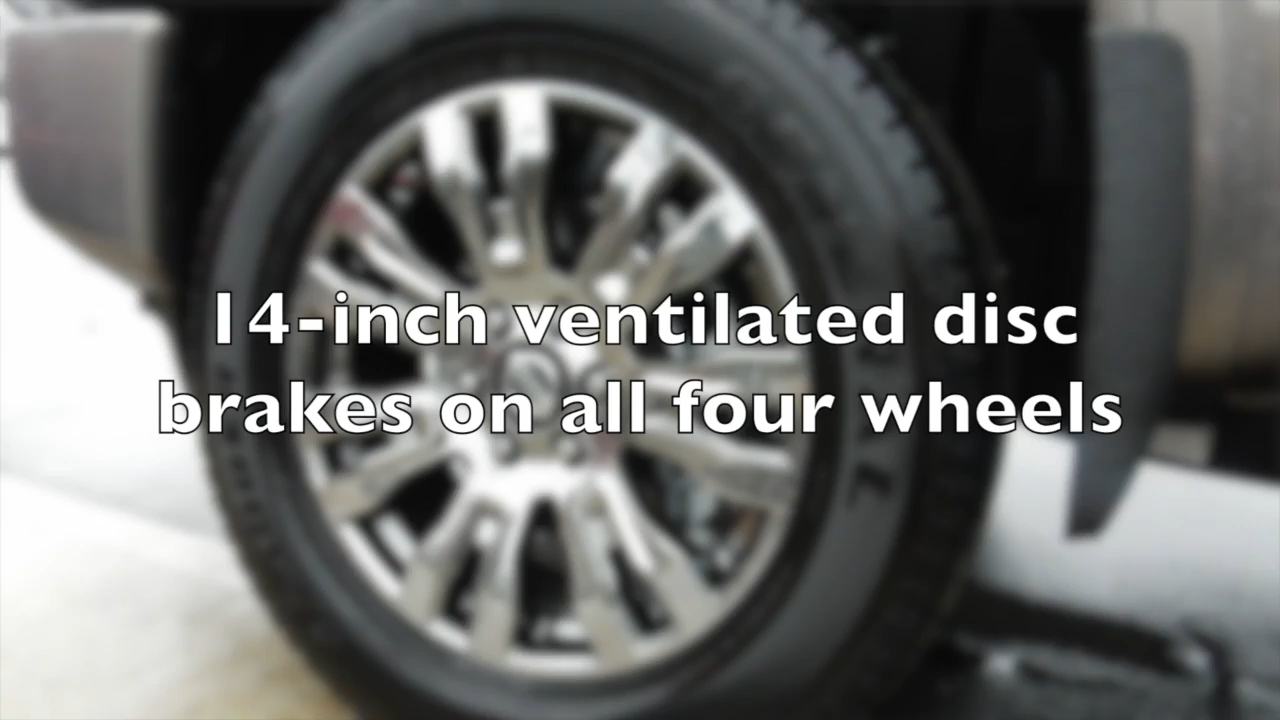 14-inch ventilated disc
brakes on all four wheels